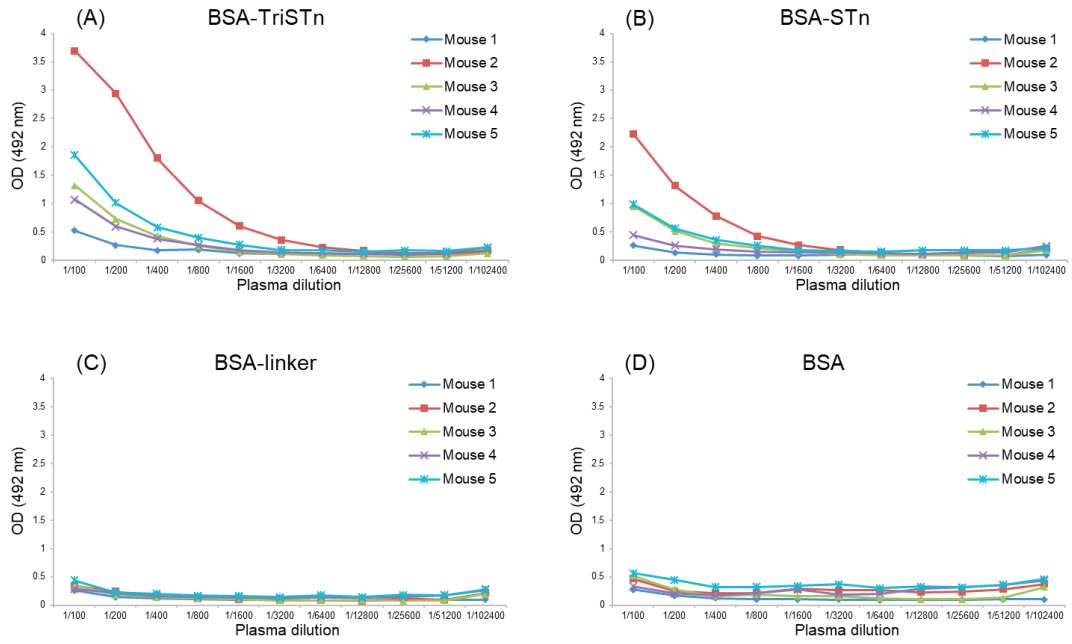 (A) BSA-TriSTn
4
3.5
3
2.5
2
1.5
1
0.5
0
OD (492 nm)
Mouse 1
Mouse 2
Mouse 3
Mouse 4
Mouse 5
1/100 1/200 1/400 1/800 1/1600 1/3200 1/6400 1/12800 1/25600 1/51200 1/102400
Plasma dilution
(B) BSA-STn
4
3.5
3
2.5
2
1.5
1
0.5
0
OD (492 nm)
Mouse 1
Mouse 2
Mouse 3
Mouse 4
Mouse 5
1/100 1/200 1/400 1/800 1/1600 1/3200 1/6400 1/12800 1/25600 1/51200 1/102400
Plasma dilution
(C) BSA-linker
4
3.5
3
2.5
2
1.5
1
0.5
0
OD (492 nm)
Mouse 1
Mouse 2
Mouse 3
Mouse 4
Mouse 5
1/100 1/200 1/400 1/800 1/1600 1/3200 1/6400 1/12800 1/25600 1/51200 1/102400
Plasma dilution
(D) BSA
4
3.5
3
2.5
2
1.5
1
0.5
0
OD (492 nm)
Mouse 1
Mouse 2
Mouse 3
Mouse 4
Mouse 5
1/100 1/200 1/400 1/800 1/1600 1/3200 1/6400 1/12800 1/25600 1/51200 1/102400
Plasma dilution